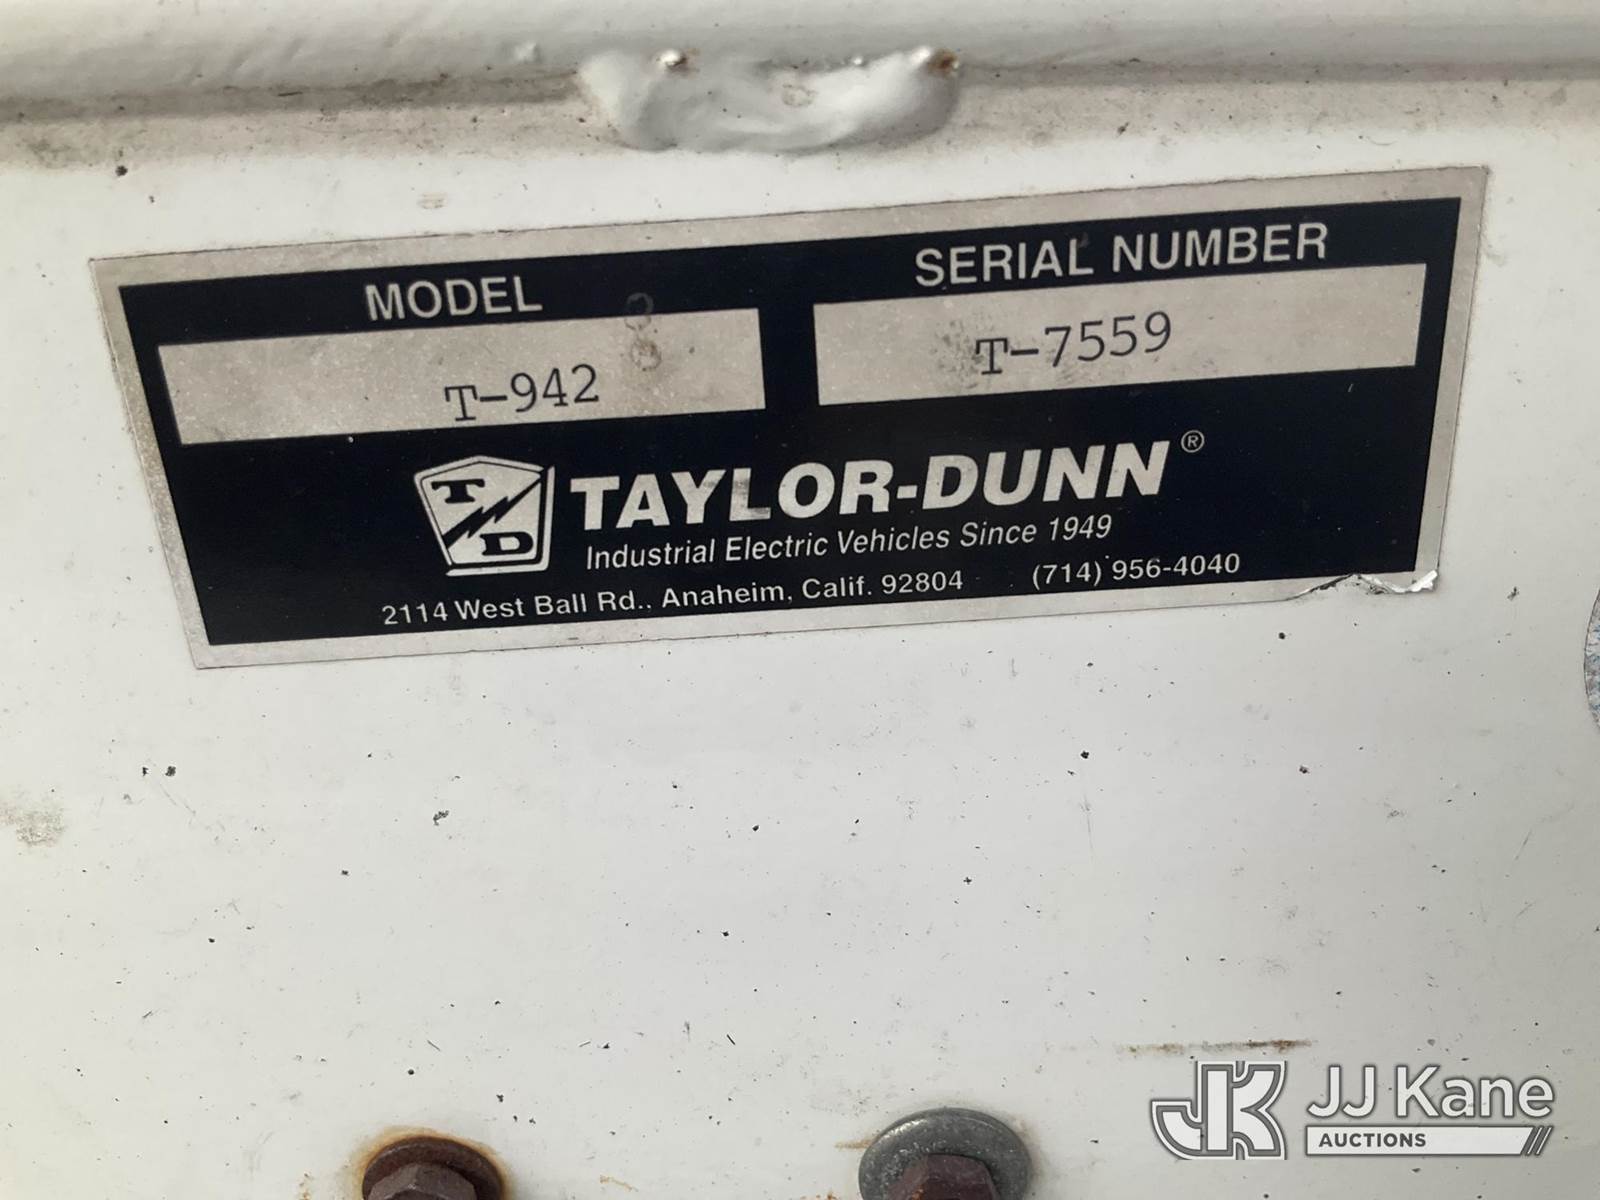 MODEL
SERIAL NUMBER
T-942
T-7559
T D
TAYLOR-DUNN®
Industrial Electric Vehicles Since 1949
2114 West Ball Rd., Anaheim, Calif. 92804 (714) 956-4040
JK JJ Kane
AUCTIONS